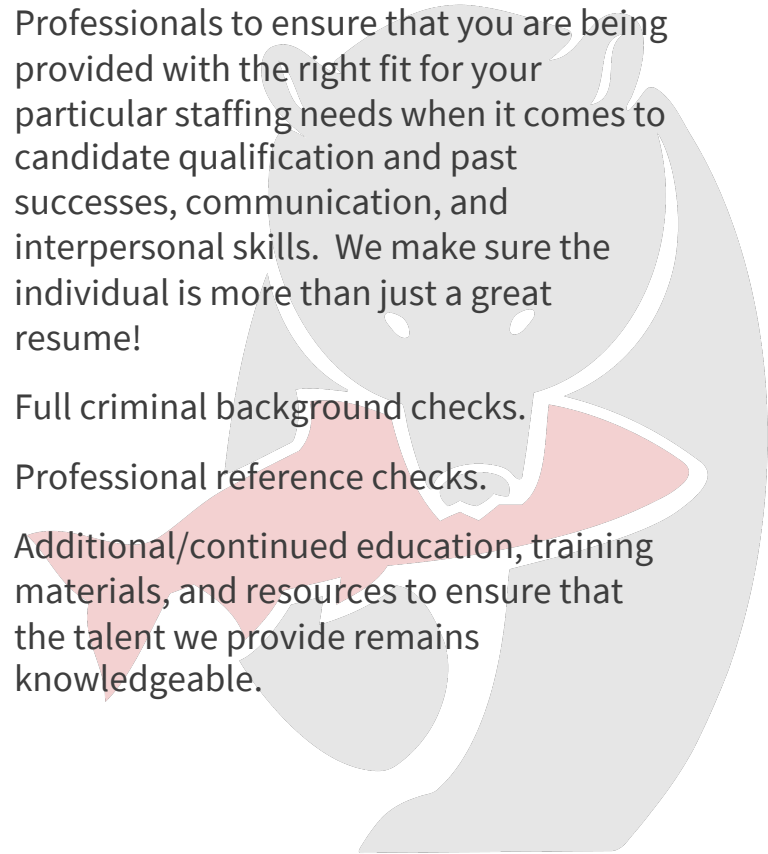 Professionals to ensure that you are being
provided with the right fit for your
particular staffing needs when it comes to
candidate qualification and past
successes, communication, and
interpersonal skills.  We make sure the
individual is more than just a great
resume!
Full criminal background checks.
Professional reference checks.
Additional/continued education, training
materials, and resources to ensure that
the talent we provide remains
knowledgeable.